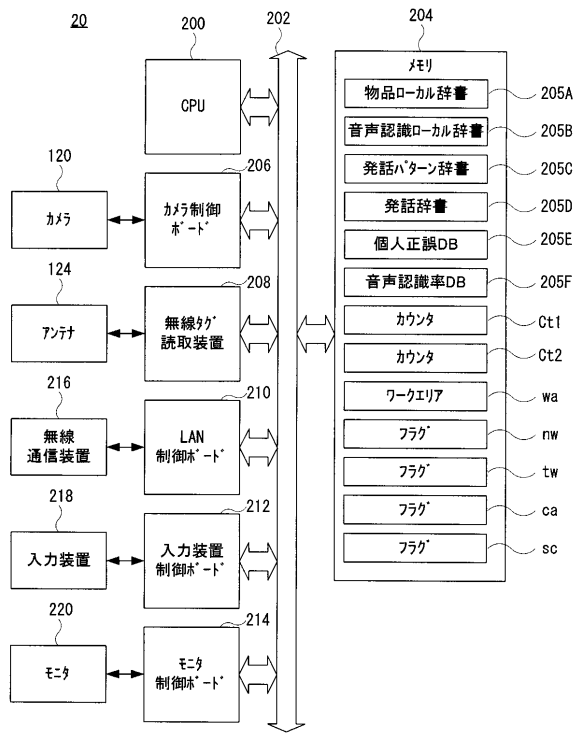 20
200
202
204
CPU
メモリ
物品ローカル辞書
205A
音声認識ローカル辞書
205B
発話パターン辞書
205C
発話辞書
205D
個人正誤DB
205E
音声認識率DB
205F
カウンタ
Ct1
カウンタ
Ct2
ワークエリア
wa
フラグ
nw
フラグ
tw
フラグ
ca
フラグ
sc
120
206
カメラ
カメラ制御
ボード
124
208
アンテナ
無線タグ
読取装置
216
210
無線
通信装置
LAN
制御ボード
218
212
入力装置
入力装置
制御ボード
220
214
モニタ
モニタ
制御ボード